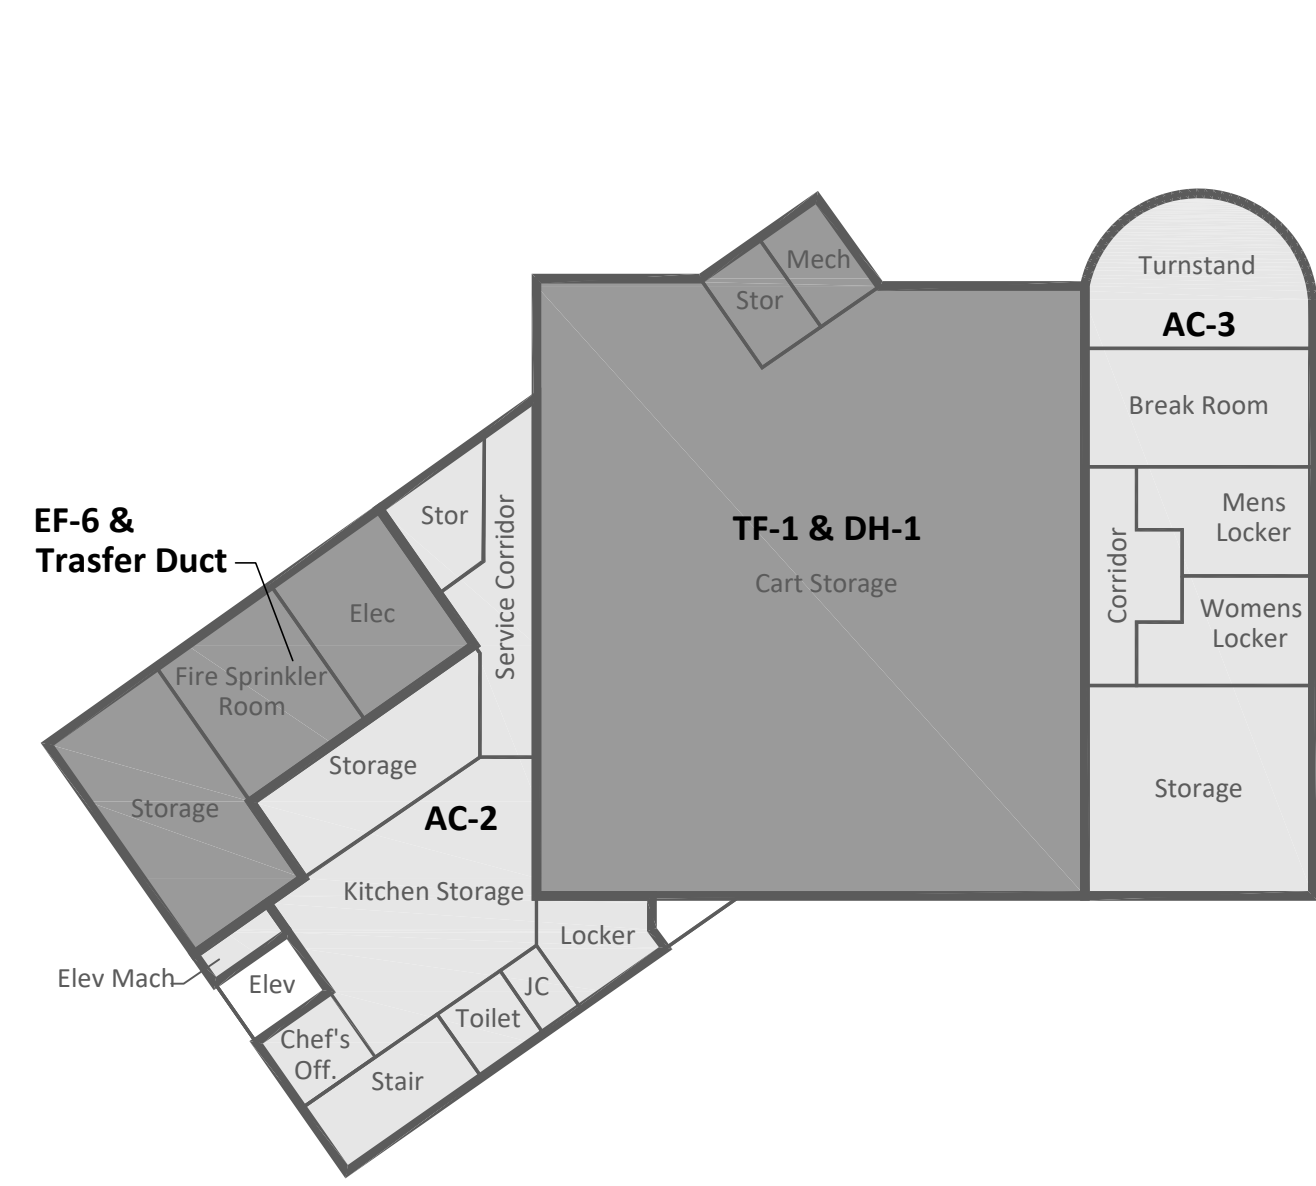 Mech
Stor
Turnstand
AC-3
Break Room
Mens
Locker
Corridor
Womens
Locker
Storage
TF-1 & DH-1
Cart Storage
Stor
Service Corridor
EF-6 &
Trasfer Duct
Elec
Fire Sprinkler
Room
Storage
Storage
AC-2
Kitchen Storage
Locker
Elev Mach
Elev
JC
Toilet
Chef's
Off.
Stair